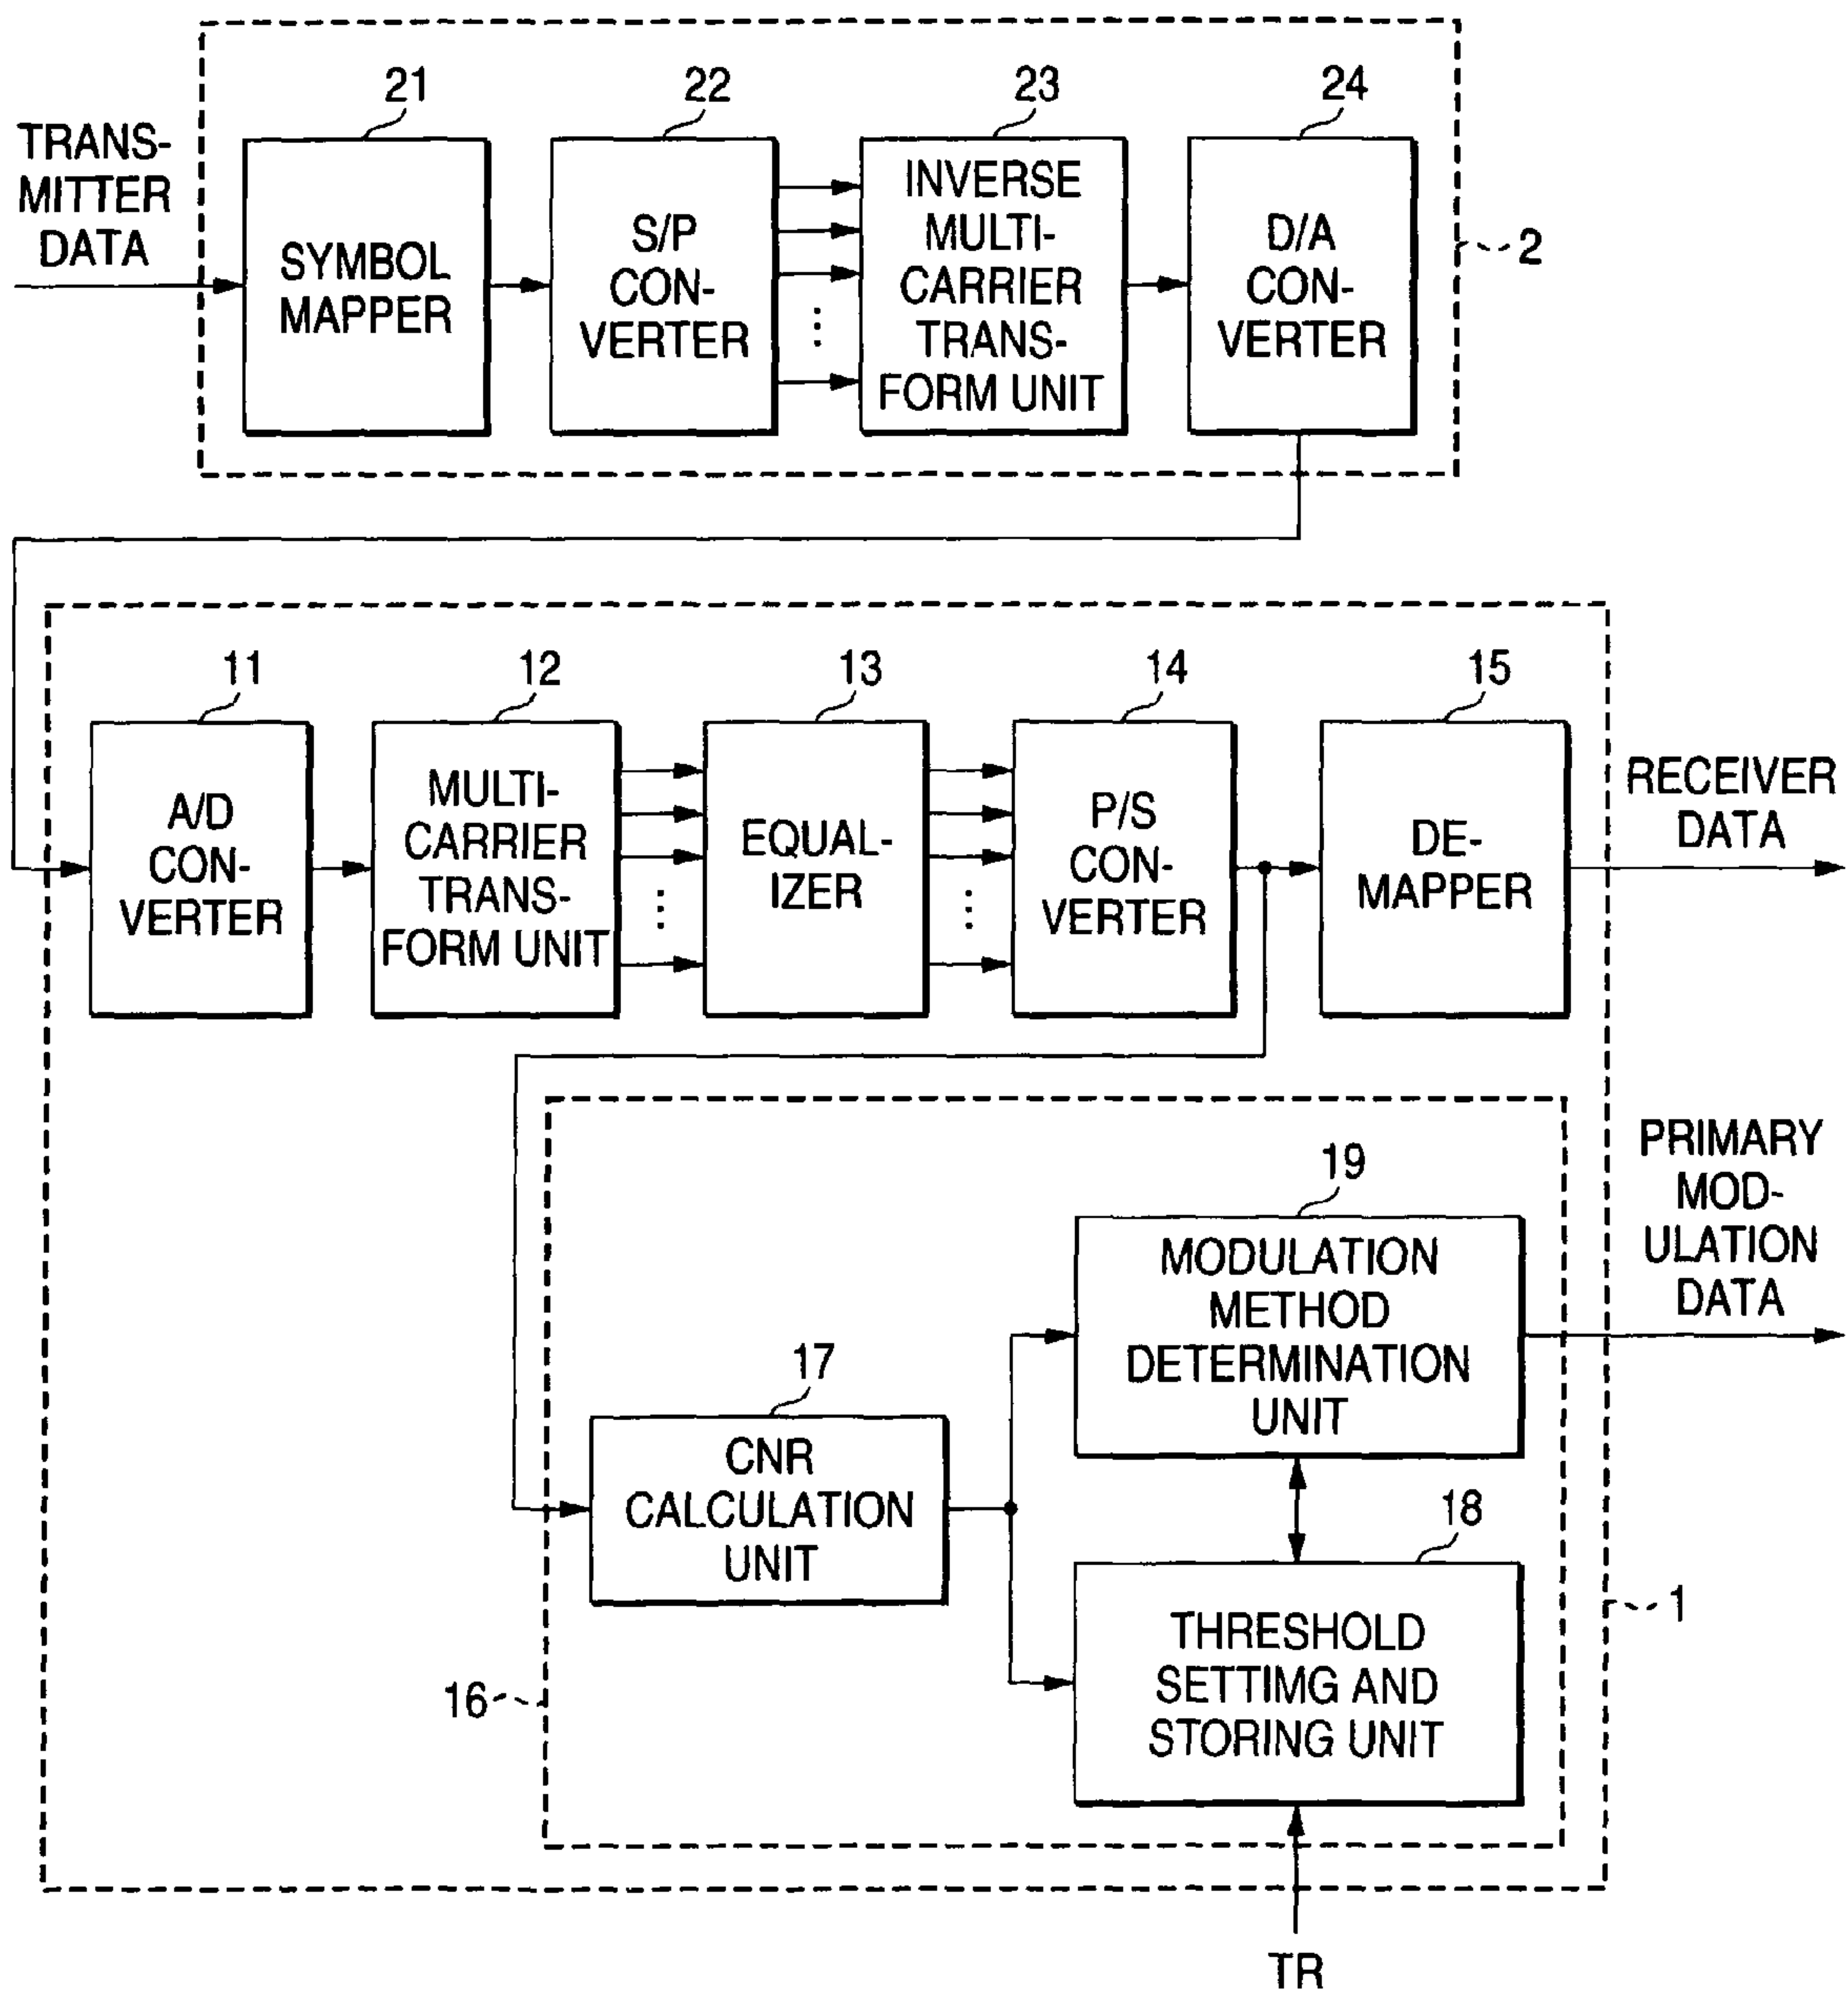 21
22
23
24
TRANS-
MITTER
DATA
SYMBOL
MAPPER
S/P
CON-
VERTER
INVERSE
MULTI-
CARRIER
TRANS-
FORM UNIT
D/A
CON-
VERTER
2
11
12
13
14
15
A/D
CON-
VERTER
MULTI-
CARRIER
TRANS-
FORM UNIT
EQUAL-
IZER
P/S
CON-
VERTER
DE-
MAPPER
RECEIVER
DATA
PRIMARY
MOD-
ULATION
DATA
19
MODULATION
METHOD
DETERMINATION
UNIT
17
CNR
CALCULATION
UNIT
18
THRESHOLD
SETTIMG AND
STORING UNIT
16
1
TR